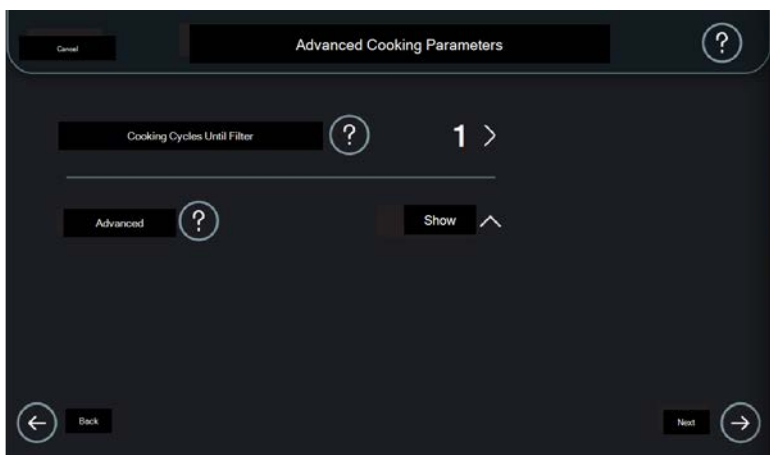 Cancel
Advanced Cooking Parameters
?
Cooking Cycles Until Filter
?
1 >
Advanced
?
Show
Back
Next